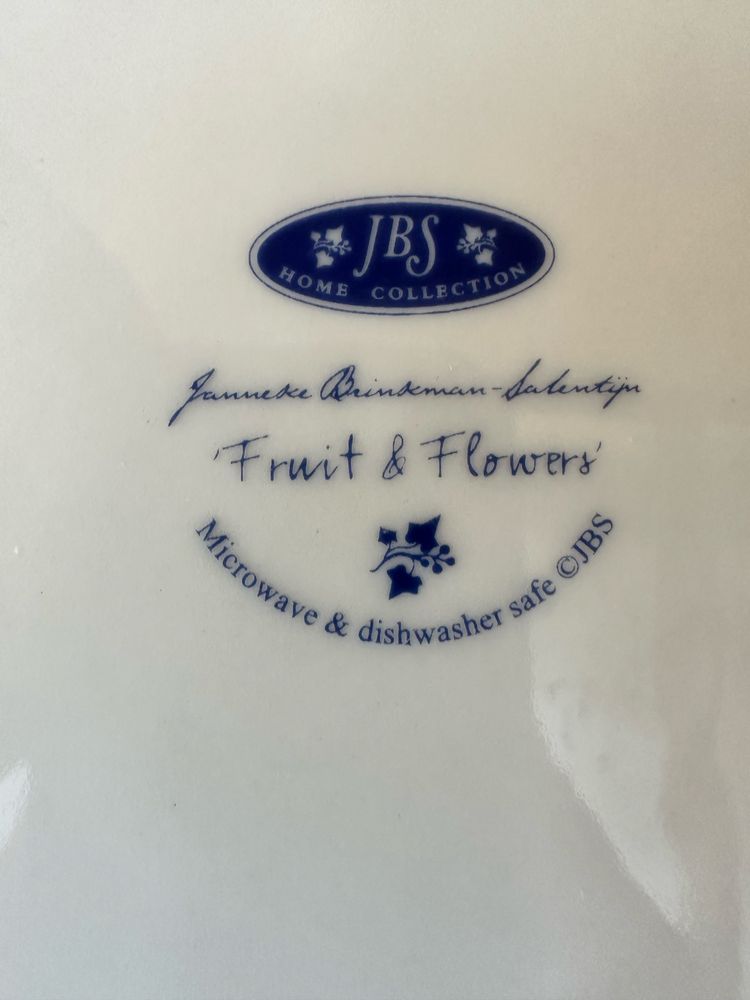 JBS
HOME COLLECTION
Janneke Brinkman-Salentijn
'Fruit & Flowers'
Microwave & dishwasher safe ©JBS